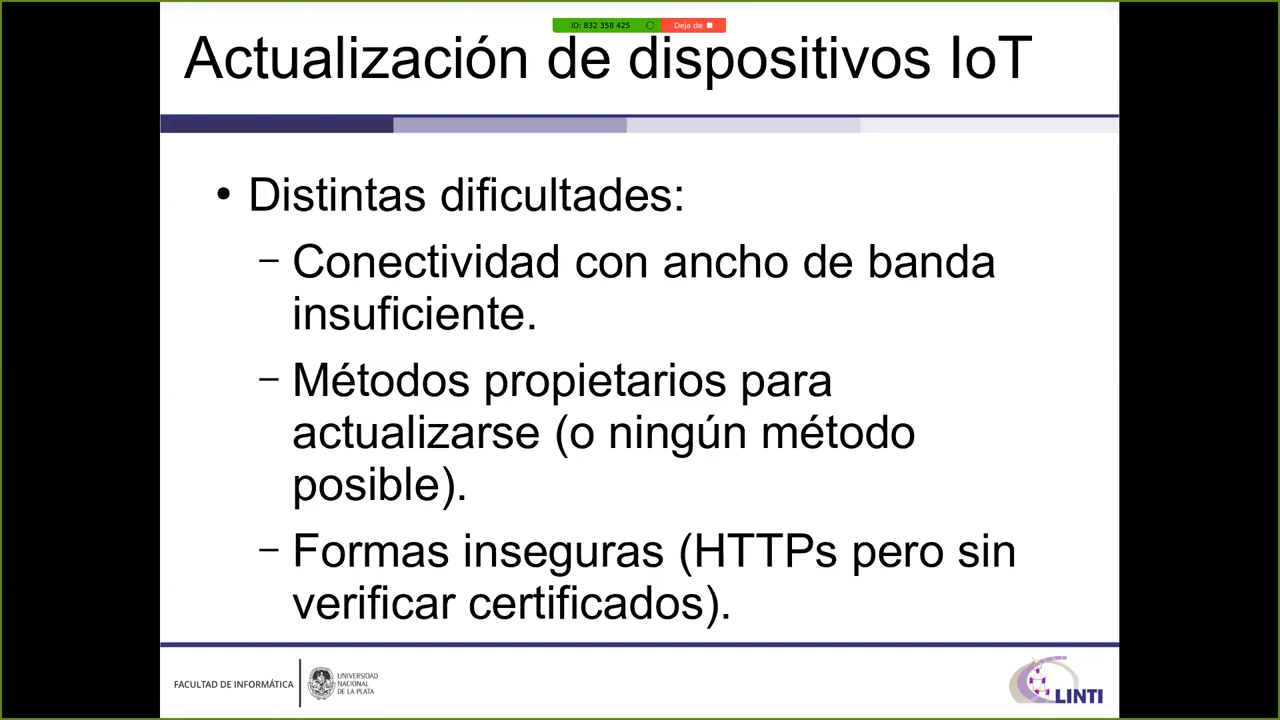 ID: 832 358 425 Deja de
Actualización de dispositivos IoT
• Distintas dificultades:
– Conectividad con ancho de banda
insuficiente.
– Métodos propietarios para
actualizarse (o ningún método
posible).
– Formas inseguras (HTTPs pero sin
verificar certificados).
FACULTAD DE INFORMÁTICA
UNIVERSIDAD
NACIONAL
DE LA PLATA
LINTI